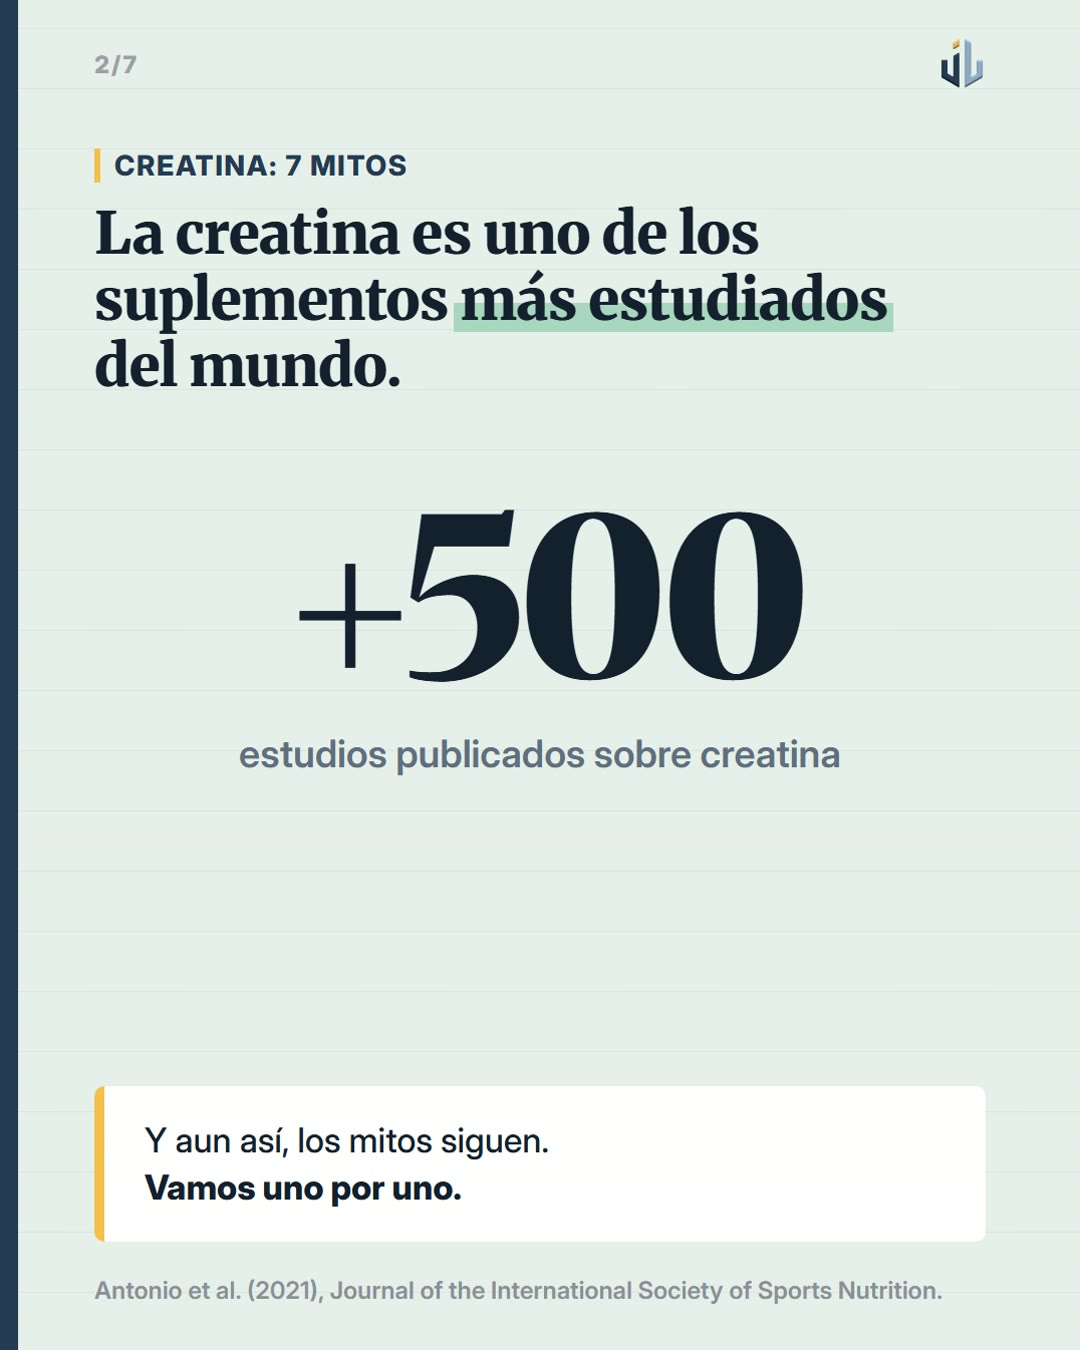 2/7
CREATINA: 7 MITOS
La creatina es uno de los
suplementos más estudiados
del mundo.
+500
estudios publicados sobre creatina
Y aun así, los mitos siguen.
Vamos uno por uno.
Antonio et al. (2021), Journal of the International Society of Sports Nutrition.